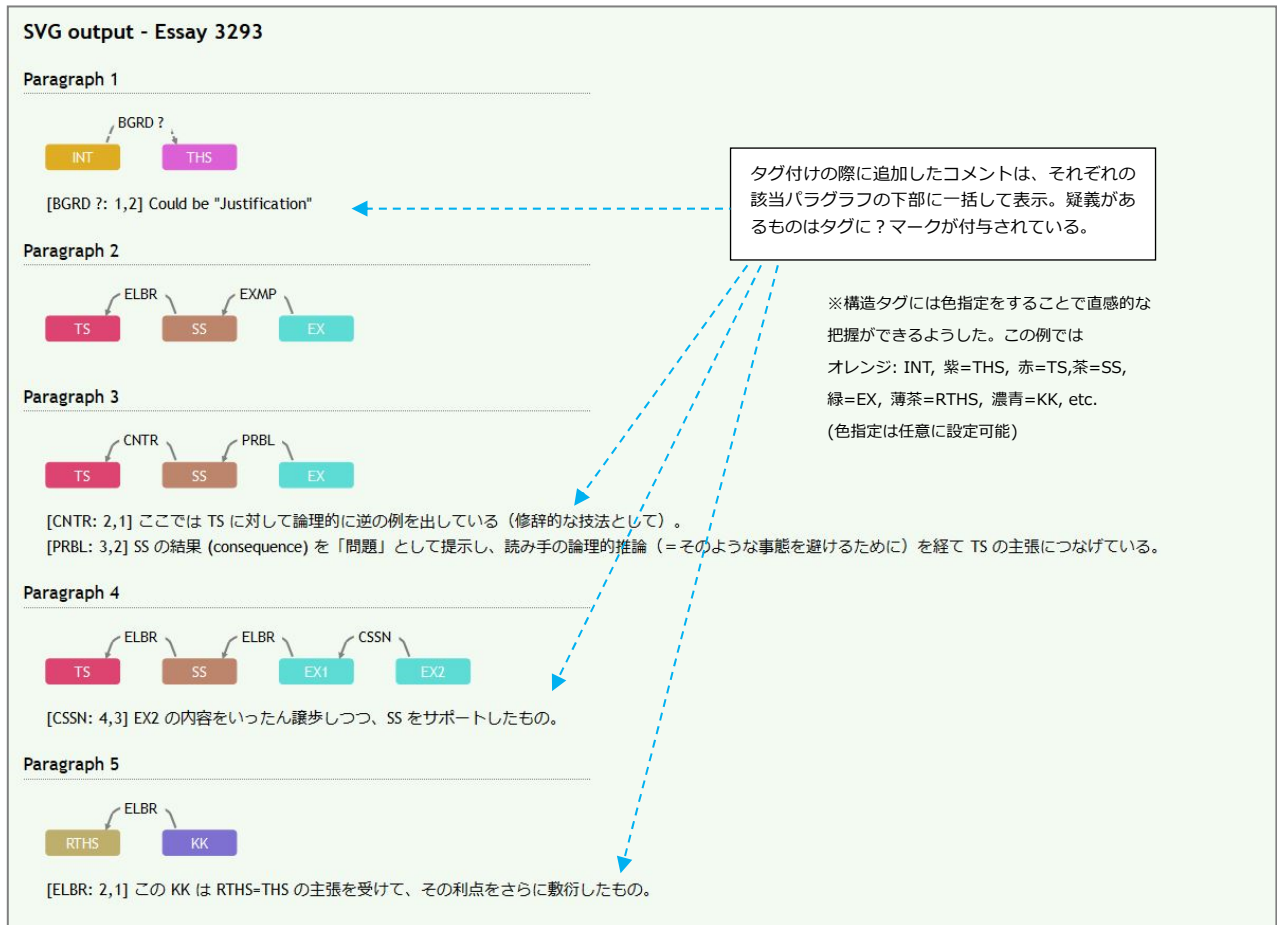 SVG output - Essay 3293
Paragraph 1
BGRD ?
INT THS
[BGRD ?: 1,2] Could be "Justification"
タグ付けの際に追加したコメントは、それぞれの
該当パラグラフの下部に一括して表示。疑義があ
るものはタグに？マークが付与されている。
Paragraph 2
ELBR EXMP
TS SS EX
※構造タグには色指定をすることで直感的な
把握ができるようした。この例では
オレンジ: INT, 紫=THS, 赤=TS,茶=SS,
緑=EX, 薄茶=RTHS, 濃青=KK, etc.
(色指定は任意に設定可能)
Paragraph 3
CNTR PRBL
TS SS EX
[CNTR: 2,1] ここでは TS に対して論理的に逆の例を出している（修辞的な技法として）。
[PRBL: 3,2] SS の結果 (consequence) を「問題」として提示し、読み手の論理的推論（＝そのような事態を避けるために）を経て TS の主張につなげている。
Paragraph 4
ELBR ELBR CSSN
TS SS EX1 EX2
[CSSN: 4,3] EX2 の内容をいったん譲歩しつつ、SS をサポートしたもの。
Paragraph 5
ELBR
RTHS KK
[ELBR: 2,1] この KK は RTHS=THS の主張を受けて、その利点をさらに敷衍したもの。